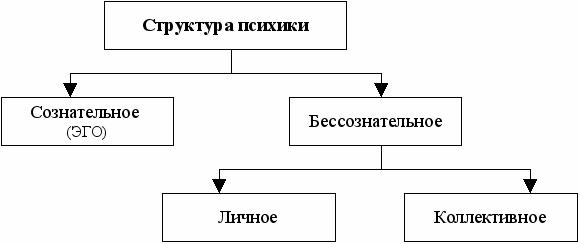 Структура психики
Сознательное
(ЭГО)
Бессознательное
Личное
Коллективное